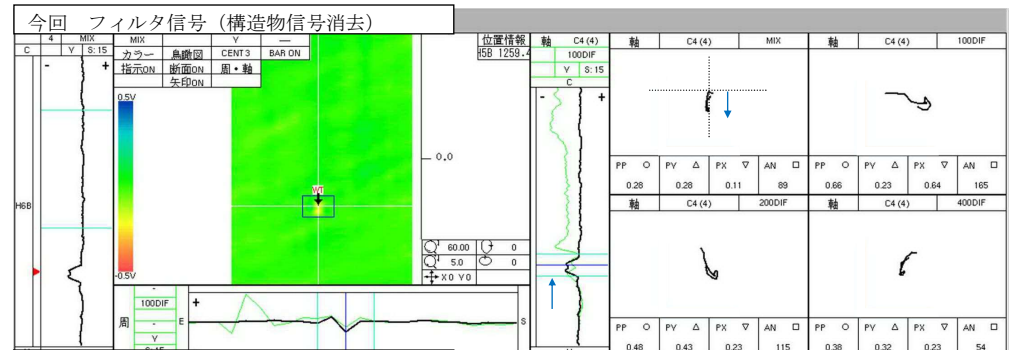 今回　フィルタ信号（構造物信号消去）
4 MIX
C Y S:15
- +
H6B
MIX Y —
カラー 鳥瞰図 CENT3 BAR ON
指示ON 断面ON 周・軸
矢印ON
0.5V
-0.5V
WT
位置情報
H5B 1259.4
0.0
60.00 0
5.0 0
X0 Y0
100DIF
周 -
Y
E + S
軸 C4 (4)
100DIF
Y S:15
C
- +
軸 C4 (4) MIX
PP ○ PY △ PX ▽ AN □
0.28 0.28 0.11 89
軸 C4 (4) 100DIF
PP ○ PY △ PX ▽ AN □
0.66 0.23 0.64 165
軸 C4 (4) 200DIF
PP ○ PY △ PX ▽ AN □
0.48 0.43 0.23 115
軸 C4 (4) 400DIF
PP ○ PY △ PX ▽ AN □
0.38 0.32 0.23 54